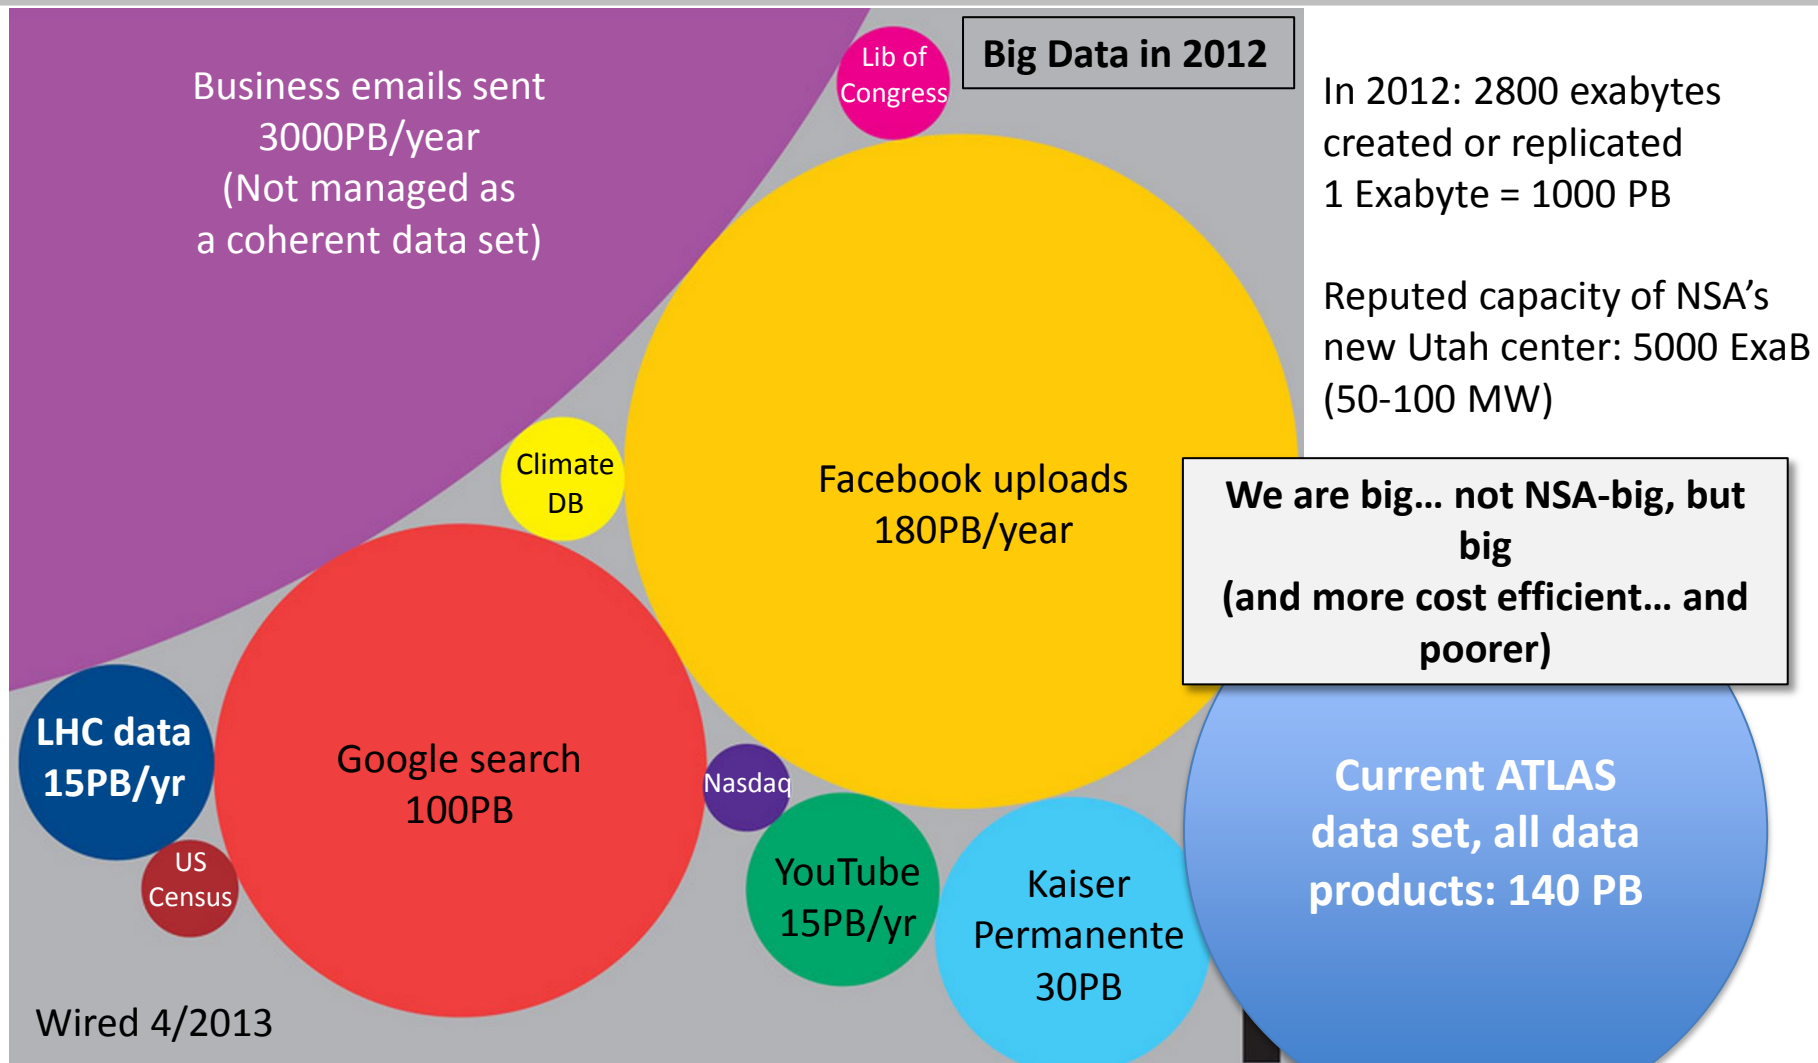 Business emails sent
3000PB/year
(Not managed as
a coherent data set)
Lib of
Congress
Big Data in 2012
In 2012: 2800 exabytes
created or replicated
1 Exabyte = 1000 PB
Reputed capacity of NSA’s
new Utah center: 5000 ExaB
(50-100 MW)
Climate
DB
Facebook uploads
180PB/year
We are big… not NSA-big, but
big
(and more cost efficient… and
poorer)
LHC data
15PB/yr
Google search
100PB
Nasdaq
US
Census
YouTube
15PB/yr
Kaiser
Permanente
30PB
Current ATLAS
data set, all data
products: 140 PB
Wired 4/2013